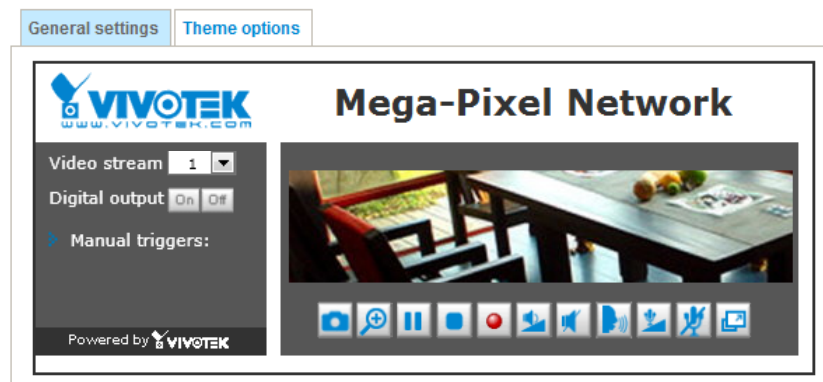 General settings Theme options
VIVOTEK
www.vivotek.com
Mega-Pixel Network
Video stream 1
Digital output On Off
Manual triggers:
Powered by VIVOTEK